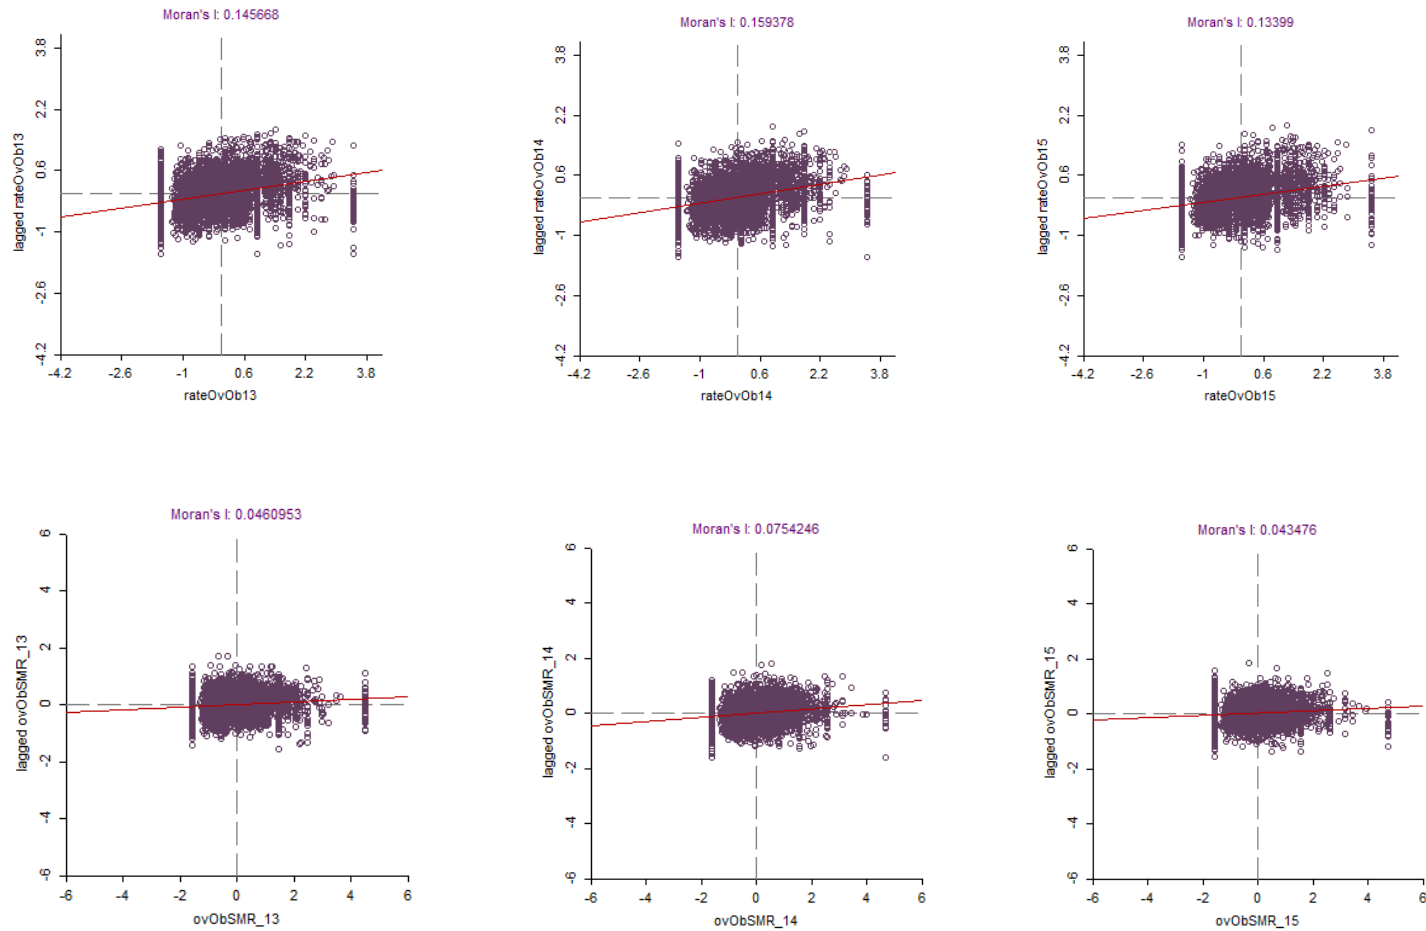 Moran's I: 0.145668
lagged rateOvOb13
3.8
2.2
0.6
-1
-2.6
-4.2
-4.2 -2.6 -1 0.6 2.2 3.8
rateOvOb13
Moran's I: 0.159378
lagged rateOvOb14
3.8
2.2
0.6
-1
-2.6
-4.2
-4.2 -2.6 -1 0.6 2.2 3.8
rateOvOb14
Moran's I: 0.13399
lagged rateOvOb15
3.8
2.2
0.6
-1
-2.6
-4.2
-4.2 -2.6 -1 0.6 2.2 3.8
rateOvOb15
Moran's I: 0.0460953
lagged ovObSMR_13
6
4
2
0
-2
-4
-6
-6 -4 -2 0 2 4 6
ovObSMR_13
Moran's I: 0.0754246
lagged ovObSMR_14
6
4
2
0
-2
-4
-6
-6 -4 -2 0 2 4 6
ovObSMR_14
Moran's I: 0.043476
lagged ovObSMR_15
6
4
2
0
-2
-4
-6
-6 -4 -2 0 2 4 6
ovObSMR_15